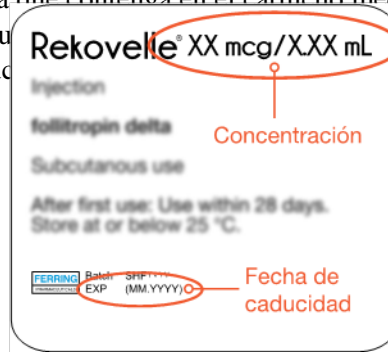 Rekovelle® XX mcg/X.XX mL
Injection
follitropin delta
Concentración
Subcutanous use
After first use: Use within 28 days.
Store at or below 25 °C.
FERRING
PHARMACEUTICALS
Batch
EXP (MM.YYYY)
Fecha de
caducidad